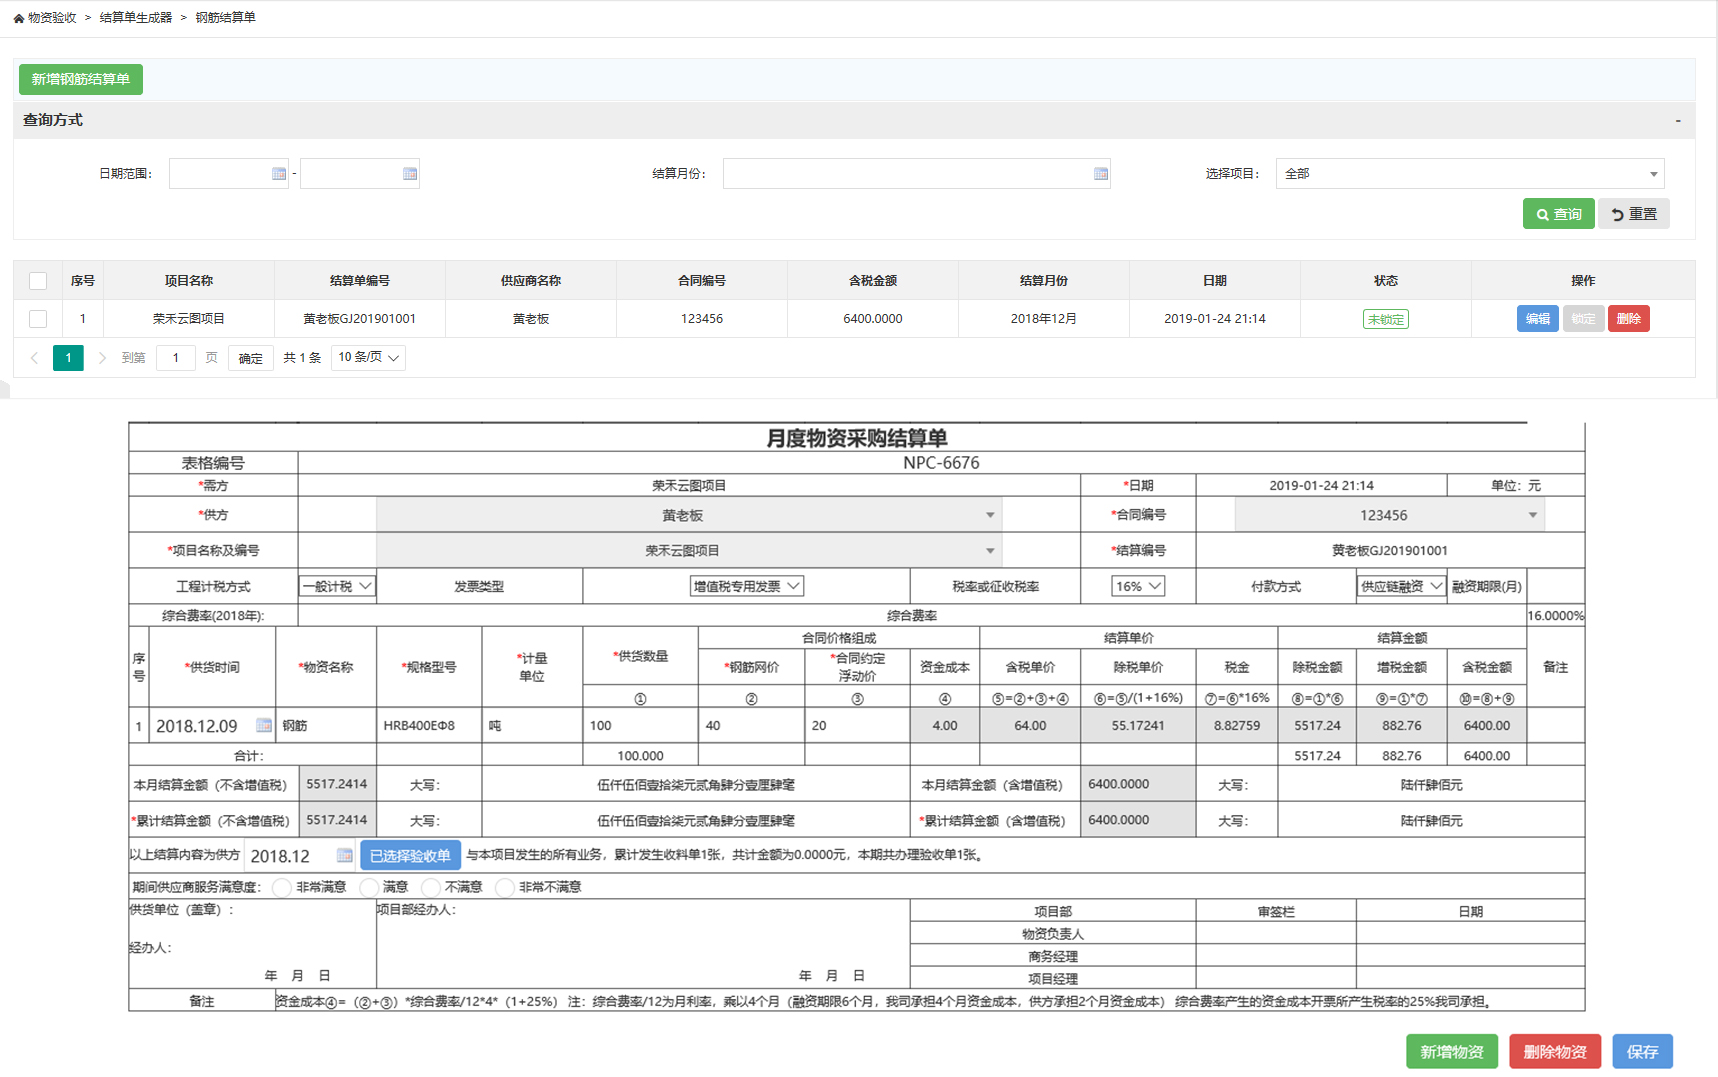 物资验收 > 结算单生成器 > 钢筋结算单
新增钢筋结算单
查询方式 -
日期范围： - 结算月份： 选择项目： 全部
查询 重置
序号 项目名称 结算单编号 供应商名称 合同编号 含税金额 结算月份 日期 状态 操作
1 荣禾云图项目 黄老板GJ201901001 黄老板 123456 6400.0000 2018年12月 2019-01-24 21:14 未锁定 编辑 锁定 删除
< 1 > 到第 1 页 确定 共 1 条 10 条/页
月度物资采购结算单
表格编号 NPC-6676
*需方 荣禾云图项目 *日期 2019-01-24 21:14 单位：元
*供方 黄老板 *合同编号 123456
*项目名称及编号 荣禾云图项目 *结算编号 黄老板GJ201901001
工程计税方式 一般计税 发票类型 增值税专用发票 税率或征收税率 16% 付款方式 供应链融资 融资期限(月)
综合费率(2018年): 综合费率 16.0000%
合同价格组成 结算单价 结算金额
序号 *供货时间 *物资名称 *规格型号 *计量单位 *供货数量 *钢筋网价 *合同约定浮动价 资金成本 含税单价 除税单价 税金 除税金额 增税金额 含税金额 备注
① ② ③ ④ ⑤=②+③+④ ⑥=⑤/(1+16%) ⑦=⑥*16% ⑧=①*⑥ ⑨=①*⑦ ⑩=⑧+⑨
1 2018.12.09 钢筋 HRB400EΦ8 吨 100 40 20 4.00 64.00 55.17241 8.82759 5517.24 882.76 6400.00
合计: 100.000 5517.24 882.76 6400.00
本月结算金额（不含增值税） 5517.2414 大写： 伍仟伍佰壹拾柒元贰角肆分壹厘肆毫 本月结算金额（含增值税） 6400.0000 大写： 陆仟肆佰元
*累计结算金额（不含增值税） 5517.2414 大写： 伍仟伍佰壹拾柒元贰角肆分壹厘肆毫 *累计结算金额（含增值税） 6400.0000 大写： 陆仟肆佰元
以上结算内容为供方 2018.12 已选择验收单 与本项目发生的所有业务，累计发生收料单1张，共计金额为0.0000元，本期共办理验收单1张。
期间供应商服务满意度： 非常满意 满意 不满意 非常不满意
供货单位（盖章）： 项目部经办人： 项目部 审签栏 日期
物资负责人
经办人： 商务经理
年 月 日 年 月 日 项目经理
备注 资金成本④=（②+③）*综合费率/12*4*（1+25%） 注：综合费率/12为月利率，乘以4个月（融资期限6个月，我司承担4个月资金成本，供方承担2个月资金成本） 综合费率产生的资金成本开票所产生税率的25%我司承担。
新增物资 删除物资 保存